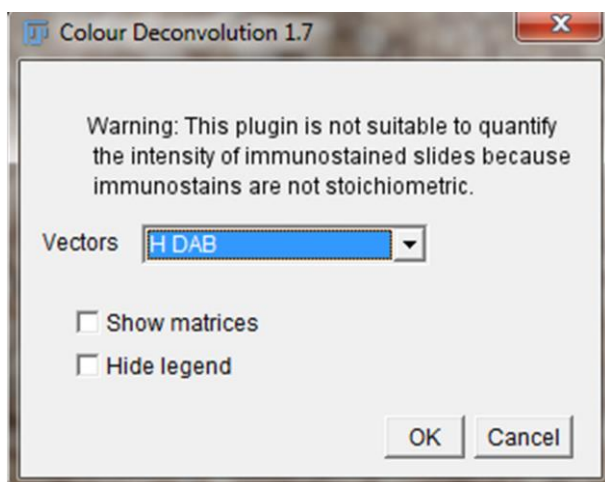 Colour Deconvolution 1.7
Warning: This plugin is not suitable to quantify
the intensity of immunostained slides because
immunostains are not stoichiometric.
Vectors H DAB
Show matrices
Hide legend
OK Cancel